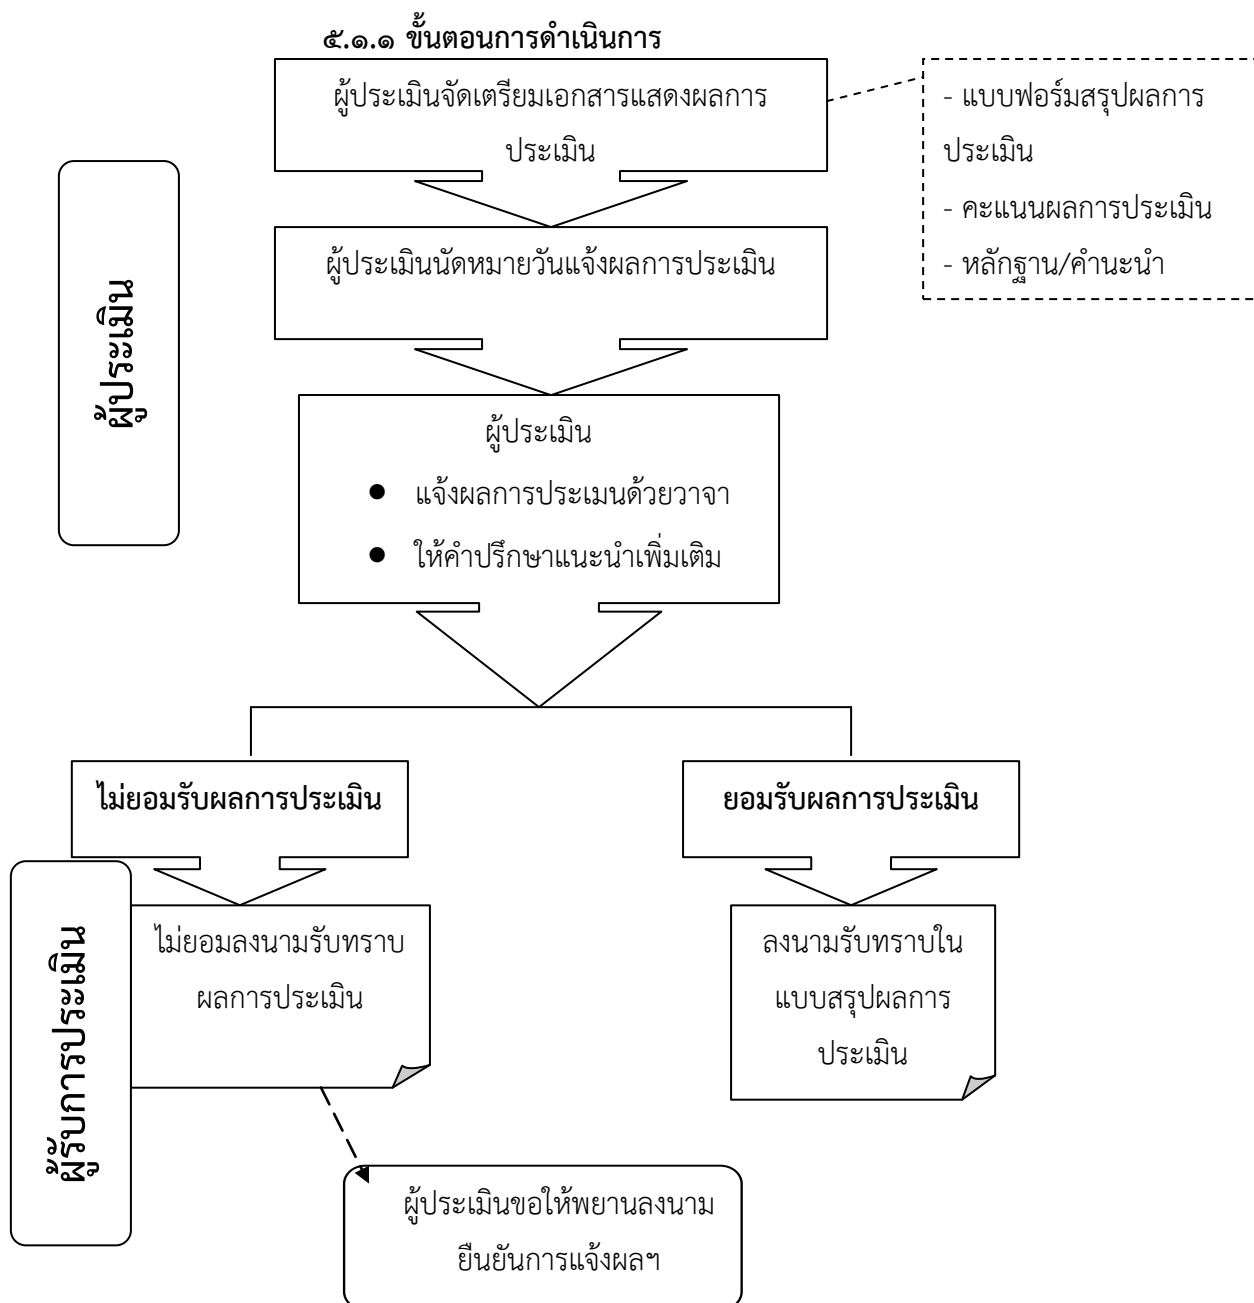 ๕.๑.๑ ขั้นตอนการดำเนินการ
ผู้ประเมินจัดเตรียมเอกสารแสดงผลการ
ประเมิน
- แบบฟอร์มสรุปผลการ
ประเมิน
- คะแนนผลการประเมิน
- หลักฐาน/คำนะนำ
ผู้ประเมินนัดหมายวันแจ้งผลการประเมิน
ผู้ประเมิน
ผู้ประเมิน
● แจ้งผลการประเมนด้วยวาจา
● ให้คำปรึกษาแนะนำเพิ่มเติม
ไม่ยอมรับผลการประเมิน
ยอมรับผลการประเมิน
ผู้รับการประเมิน
ไม่ยอมลงนามรับทราบ
ผลการประเมิน
ลงนามรับทราบใน
แบบสรุปผลการ
ประเมิน
ผู้ประเมินขอให้พยานลงนาม
ยืนยันการแจ้งผลฯ